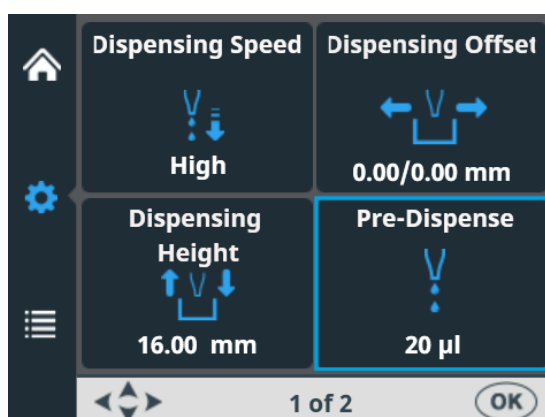 Dispensing Speed
High
Dispensing Offset
0.00/0.00 mm
Dispensing
Height
16.00 mm
Pre-Dispense
20 µl
1 of 2
OK